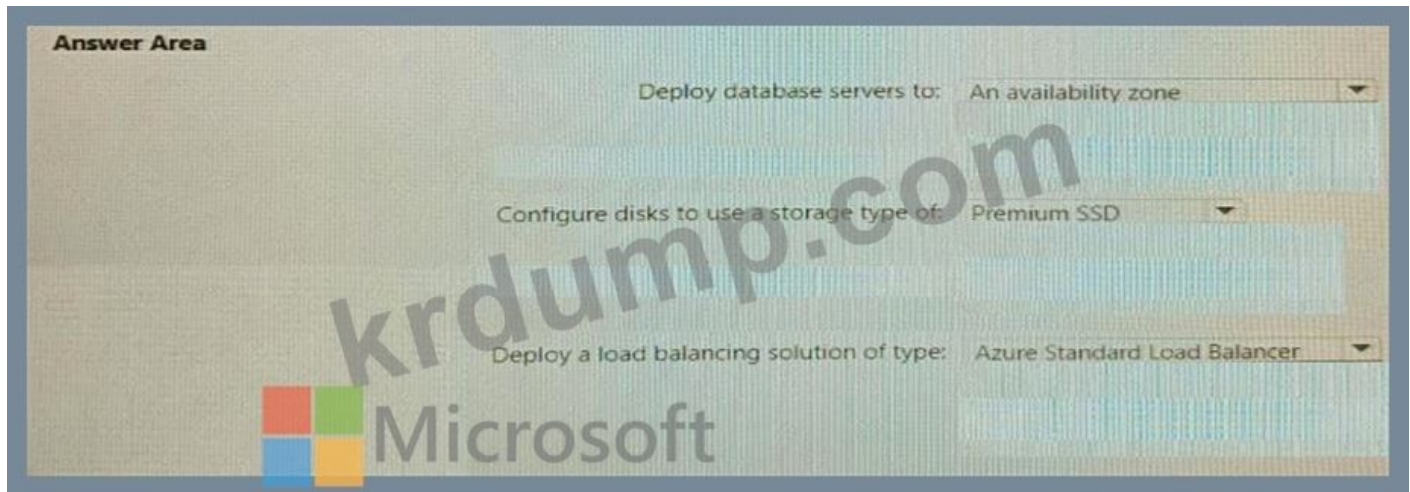 Answer Area
Deploy database servers to: An availability zone
Configure disks to use a storage type of: Premium SSD
Deploy a load balancing solution of type: Azure Standard Load Balancer
krdump.com
Microsoft